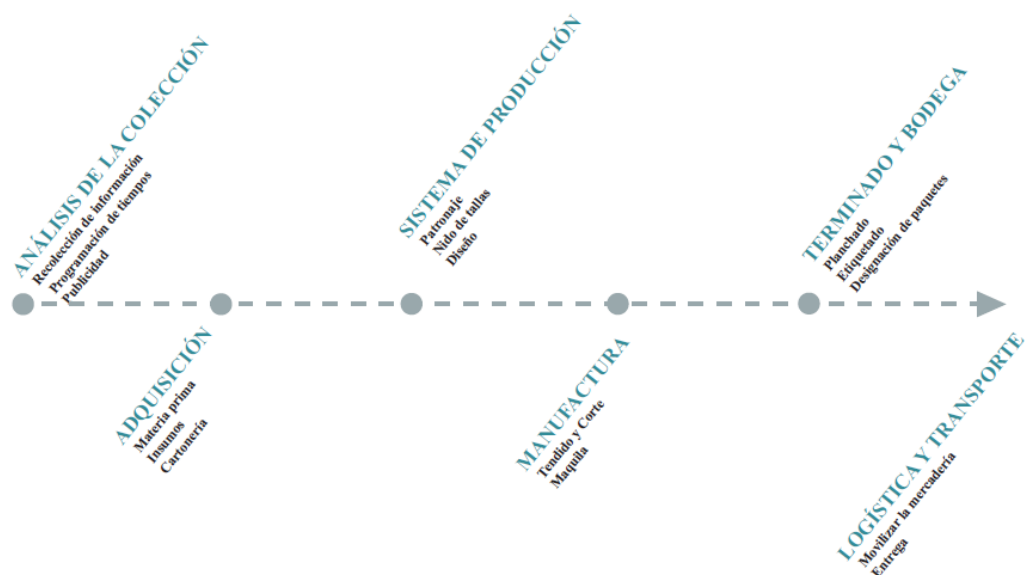 ANÁLISIS DE LA COLECCIÓN
Recolección de información
Programación de tiempos
Publicidad
ADQUISICIÓN
Materia prima
Insumos
Cartonería
SISTEMA DE PRODUCCIÓN
Patronaje
Nido de tallas
Diseño
MANUFACTURA
Tendido y Corte
Maquila
TERMINADO Y BODEGA
Planchado
Etiquetado
Designación de paquetes
LOGÍSTICA Y TRANSPORTE
Movilizar la mercadería
Entrega